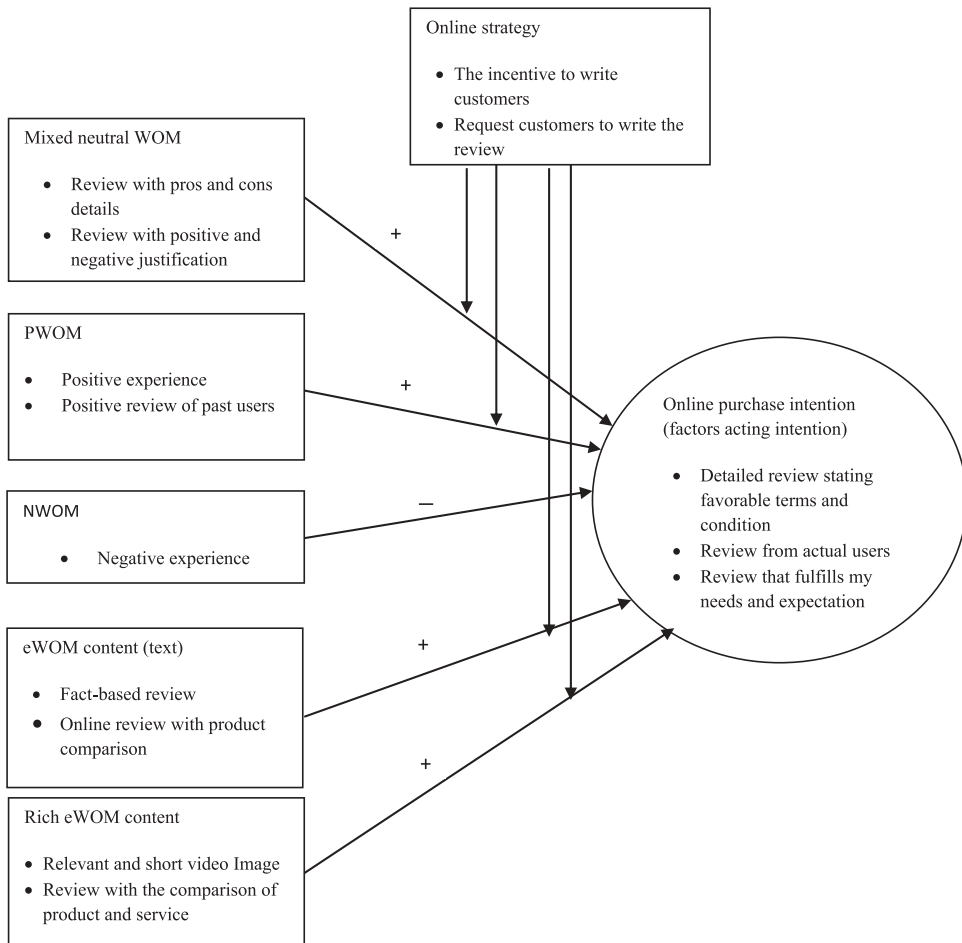 Online strategy
• The incentive to write
customers
• Request customers to write the
review
Mixed neutral WOM
• Review with pros and cons
details
• Review with positive and
negative justification
+
PWOM
• Positive experience
• Positive review of past users
+
NWOM
• Negative experience
–
eWOM content (text)
• Fact-based review
• Online review with product
comparison
+
Rich eWOM content
• Relevant and short video Image
• Review with the comparison of
product and service
+
Online purchase intention
(factors acting intention)
• Detailed review stating
favorable terms and
condition
• Review from actual users
• Review that fulfills my
needs and expectation